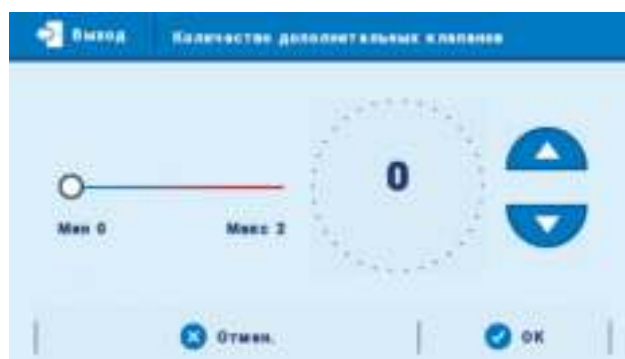 Выход
Количество дополнительных клапанов
0
Мин 0
Макс 2
Отмен.
OK